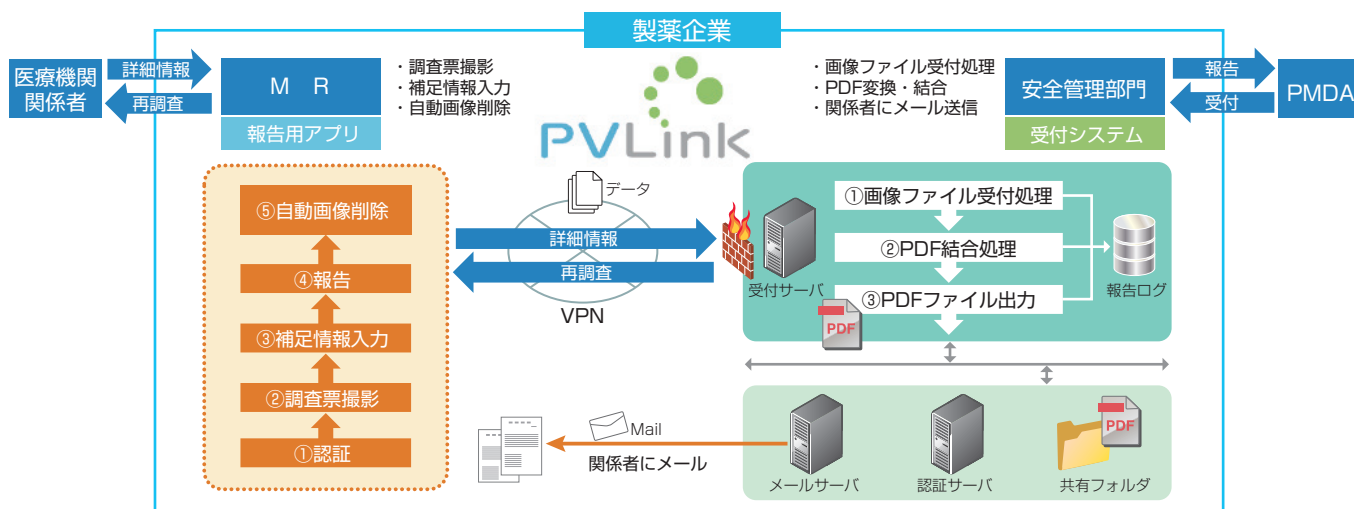 製薬企業
医療機関
関係者
詳細情報
再調査
M R
報告用アプリ
・調査票撮影
・補足情報入力
・自動画像削除
PVLink
・画像ファイル受付処理
・PDF変換・結合
・関係者にメール送信
安全管理部門
受付システム
報告
受付
PMDA
⑤自動画像削除
④報告
③補足情報入力
②調査票撮影
①認証
データ
詳細情報
再調査
VPN
受付サーバ
①画像ファイル受付処理
②PDF結合処理
③PDFファイル出力
PDF
報告ログ
Mail
関係者にメール
メールサーバ
認証サーバ
PDF
共有フォルダ